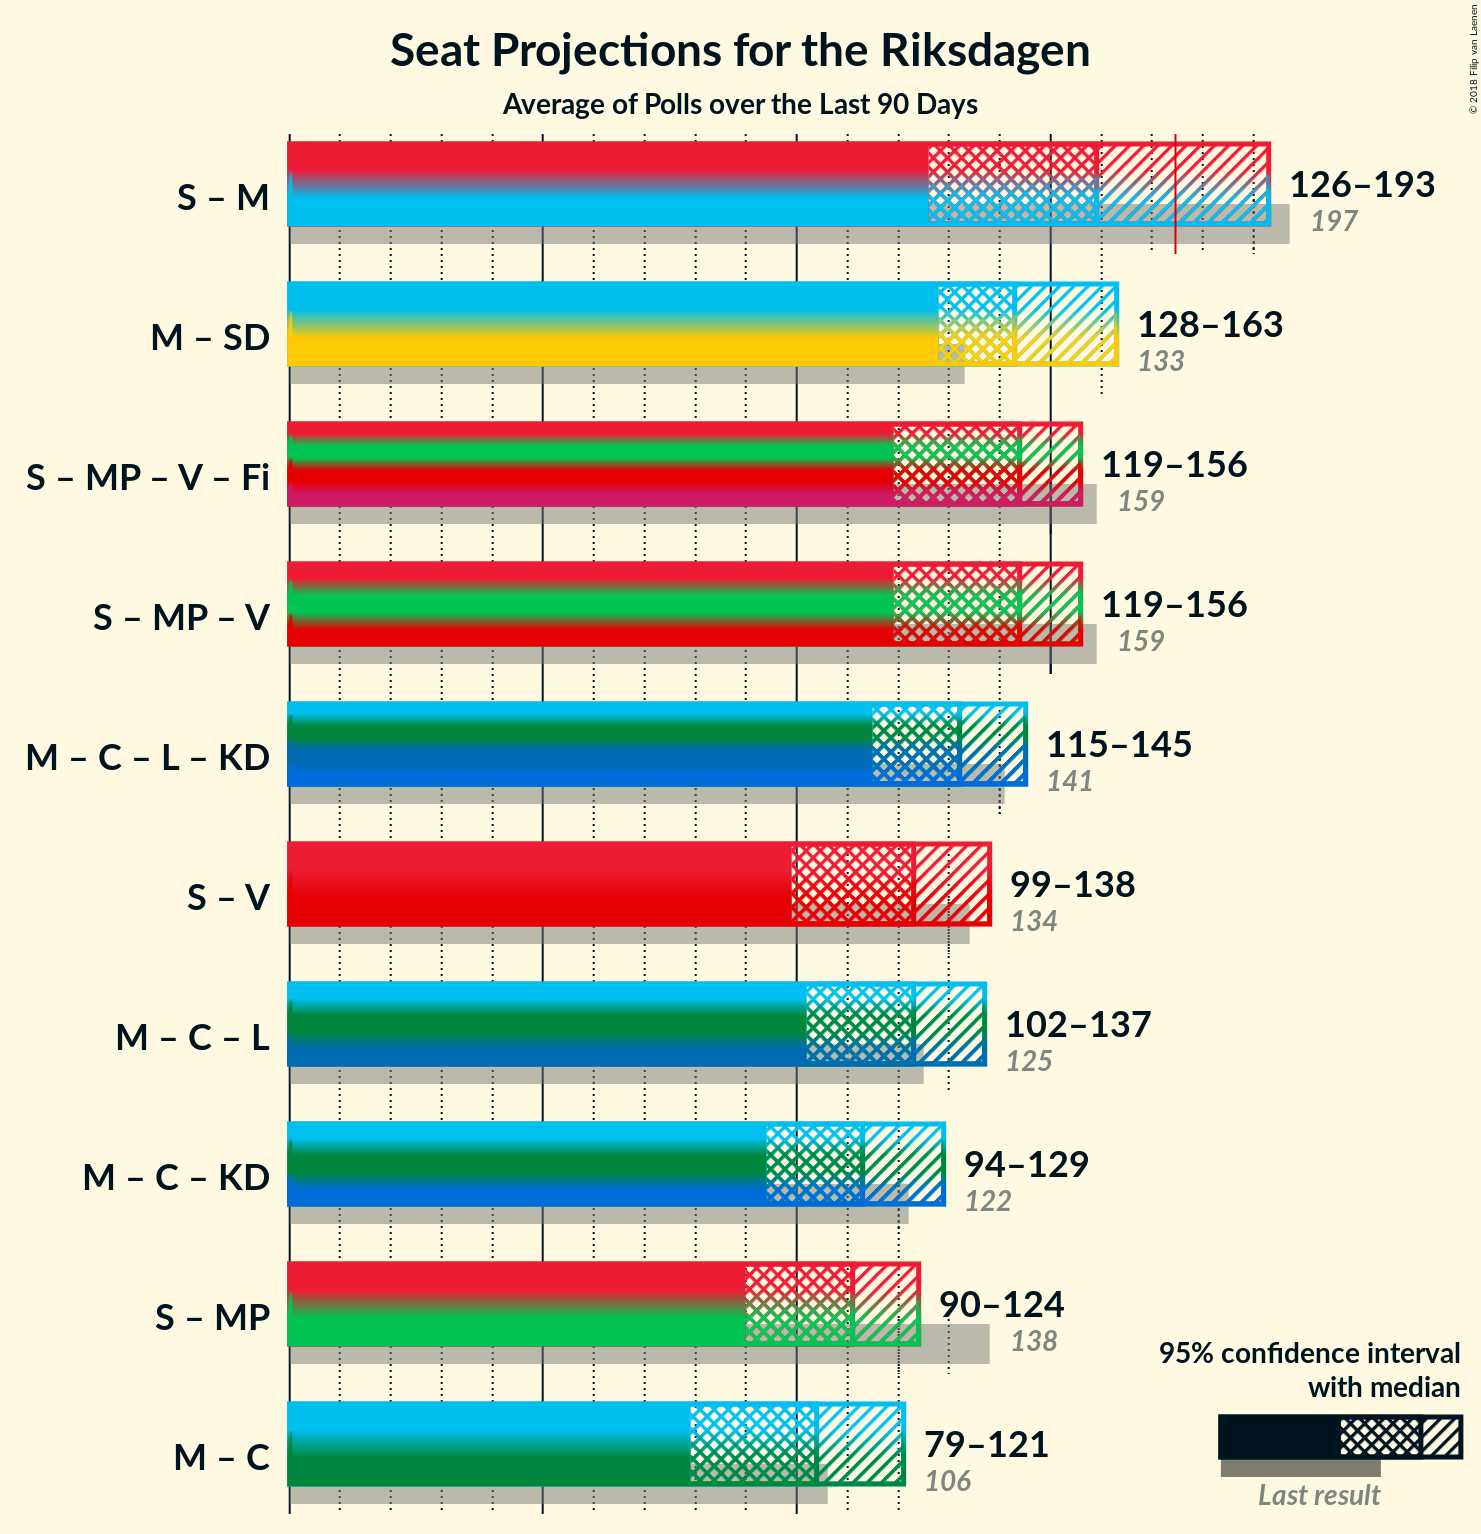 Seat Projections for the Riksdagen
Average of Polls over the Last 90 Days
© 2018 Filip van Laenen
S – M
126–193
197
M – SD
128–163
133
S – MP – V – Fi
119–156
159
S – MP – V
119–156
159
M – C – L – KD
115–145
141
S – V
99–138
134
M – C – L
102–137
125
M – C – KD
94–129
122
S – MP
90–124
138
M – C
79–121
106
95% confidence interval
with median
Last result